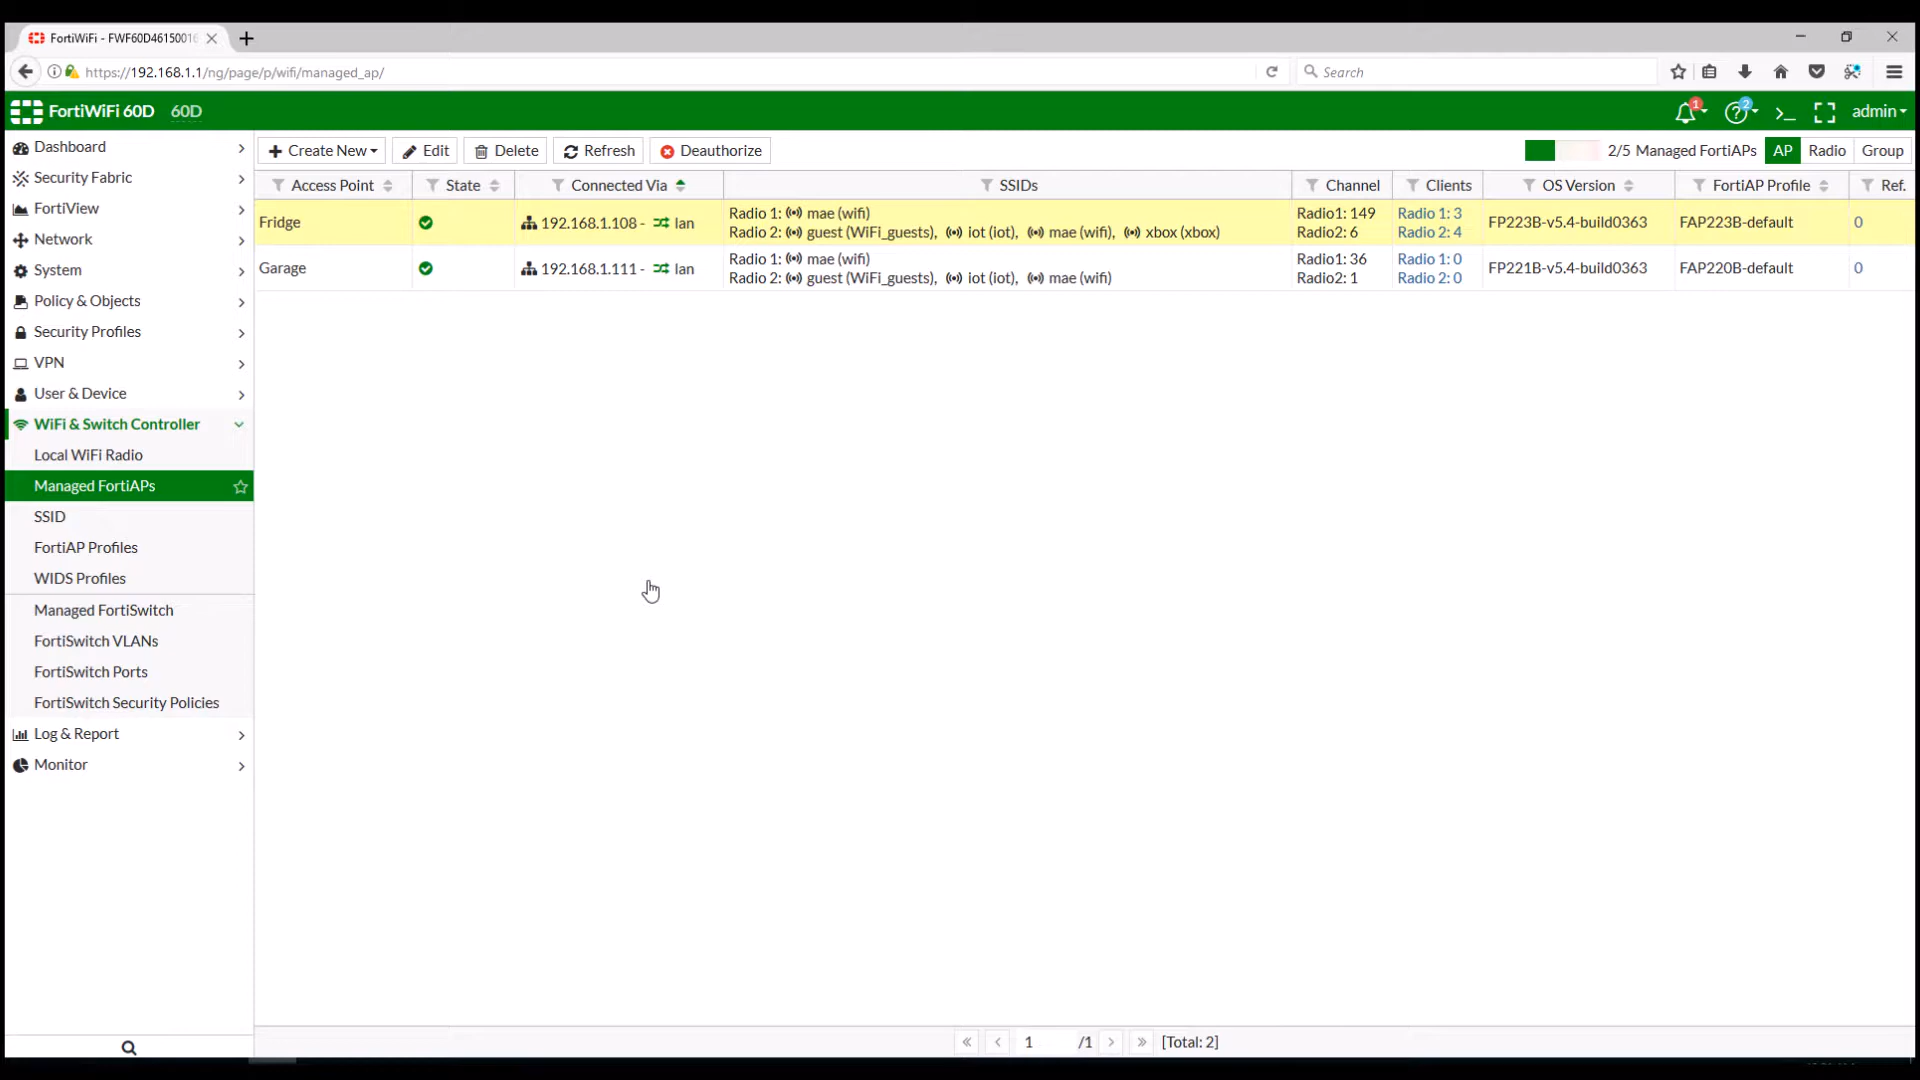 FortiWiFi - FWF60D46150016
https://192.168.1.1/ng/page/p/wifi/managed_ap/
Search
FortiWiFi 60D 60D
1
2
>_
admin
Dashboard
Security Fabric
FortiView
Network
System
Policy & Objects
Security Profiles
VPN
User & Device
WiFi & Switch Controller
Local WiFi Radio
Managed FortiAPs
SSID
FortiAP Profiles
WIDS Profiles
Managed FortiSwitch
FortiSwitch VLANs
FortiSwitch Ports
FortiSwitch Security Policies
Log & Report
Monitor
Create New Edit Delete Refresh Deauthorize 2/5 Managed FortiAPs AP Radio Group
Access Point State Connected Via SSIDs Channel Clients OS Version FortiAP Profile Ref.
Fridge 192.168.1.108 - lan Radio 1: mae (wifi) Radio1: 149 Radio 1: 3 FP223B-v5.4-build0363 FAP223B-default 0
Radio 2: guest (WiFi_guests), iot (iot), mae (wifi), xbox (xbox) Radio2: 6 Radio 2: 4
Garage 192.168.1.111 - lan Radio 1: mae (wifi) Radio1: 36 Radio 1: 0 FP221B-v5.4-build0363 FAP220B-default 0
Radio 2: guest (WiFi_guests), iot (iot), mae (wifi) Radio2: 1 Radio 2: 0
« ‹ 1 /1 › » [Total: 2]